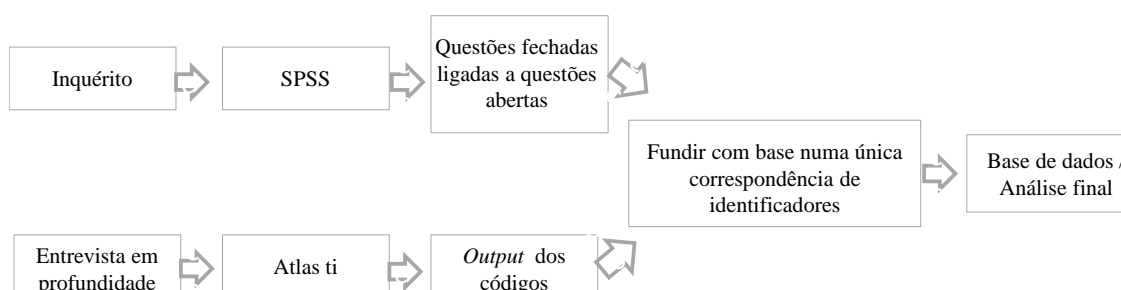 Inquérito
SPSS
Questões fechadas
ligadas a questões
abertas
Fundir com base numa única
correspondência de
identificadores
Base de dados /
Análise final
Entrevista em
profundidade
Atlas ti
Output dos
códigos